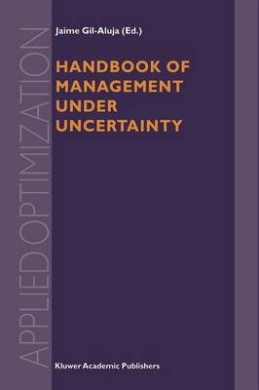 Jaime Gil-Aluja (Ed.)
HANDBOOK OF
MANAGEMENT
UNDER
UNCERTAINTY
APPLIED OPTIMIZATION
Kluwer Academic Publishers